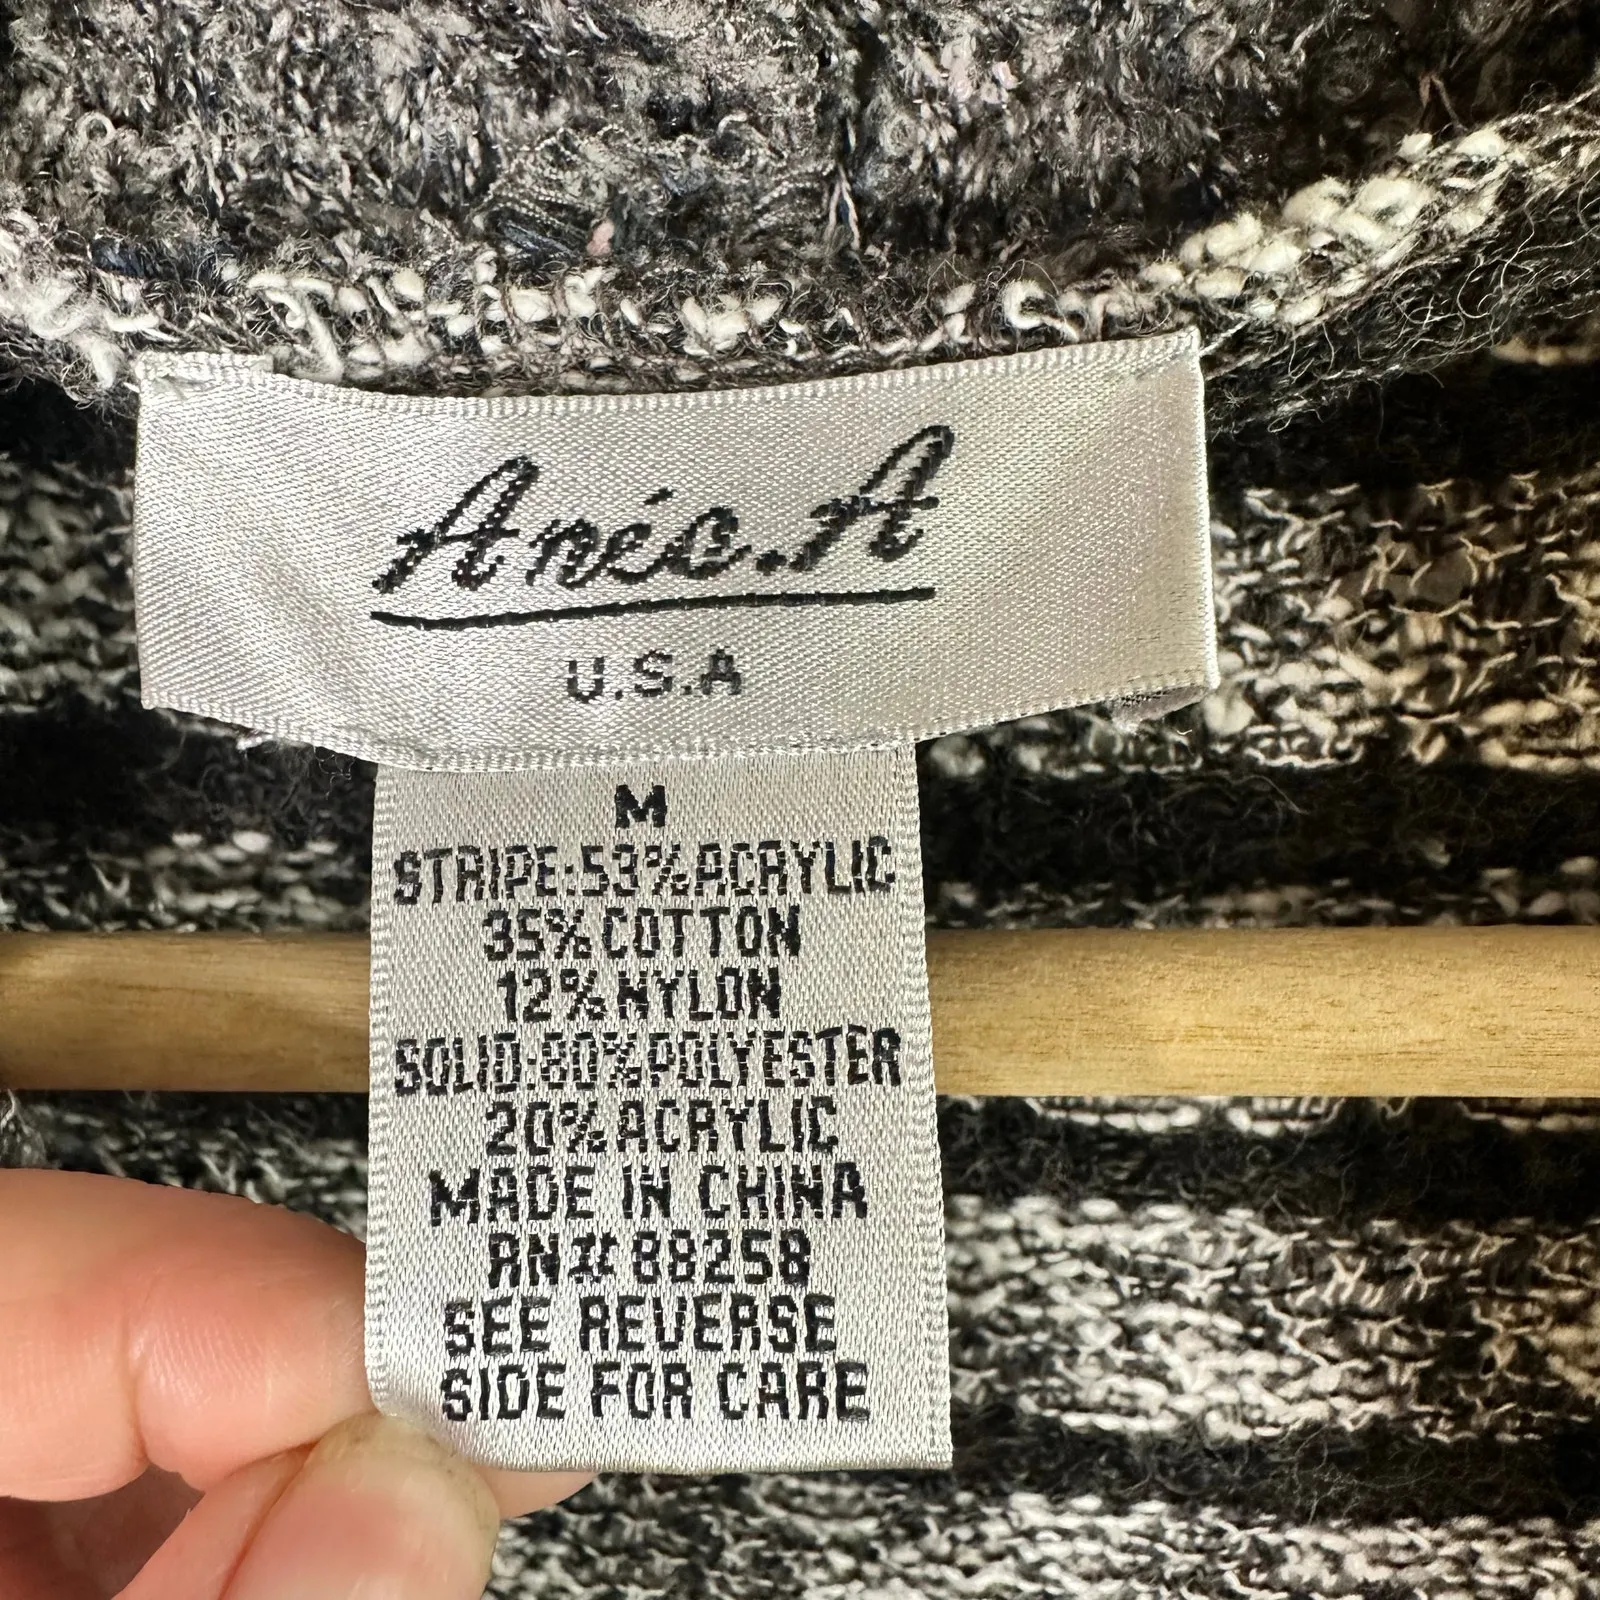 Anéc.A
U.S.A
M
STRIPE:53% ACRYLIC
35% COTTON
12% NYLON
SOLID:80% POLYESTER
20% ACRYLIC
MADE IN CHINA
RN# 88258
SEE REVERSE
SIDE FOR CARE